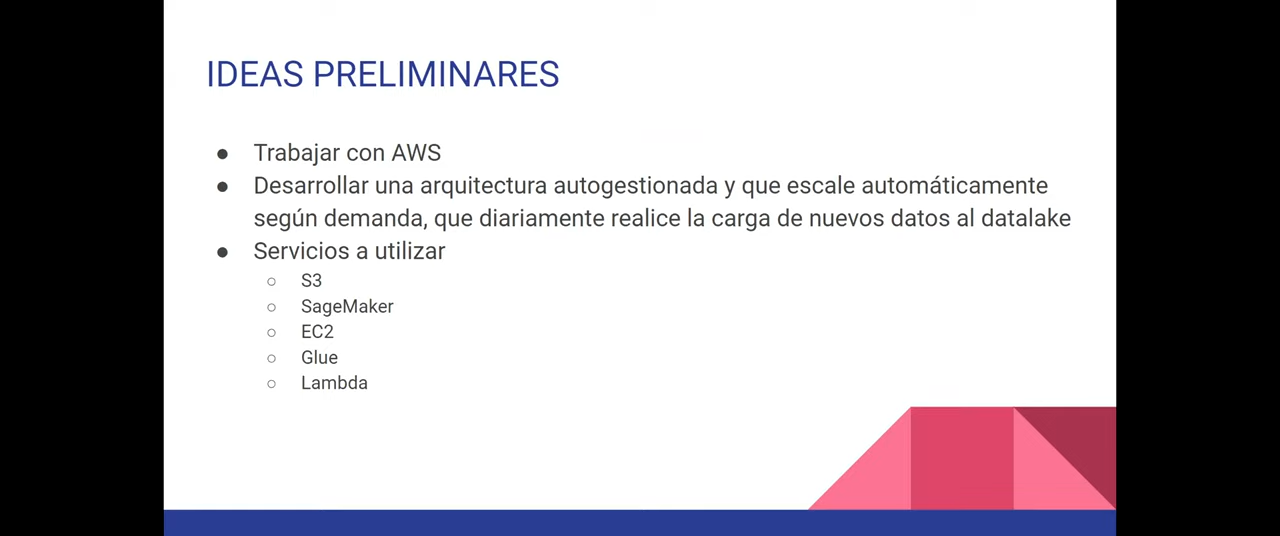 IDEAS PRELIMINARES
● Trabajar con AWS
● Desarrollar una arquitectura autogestionada y que escale automáticamente
según demanda, que diariamente realice la carga de nuevos datos al datalake
● Servicios a utilizar
○ S3
○ SageMaker
○ EC2
○ Glue
○ Lambda